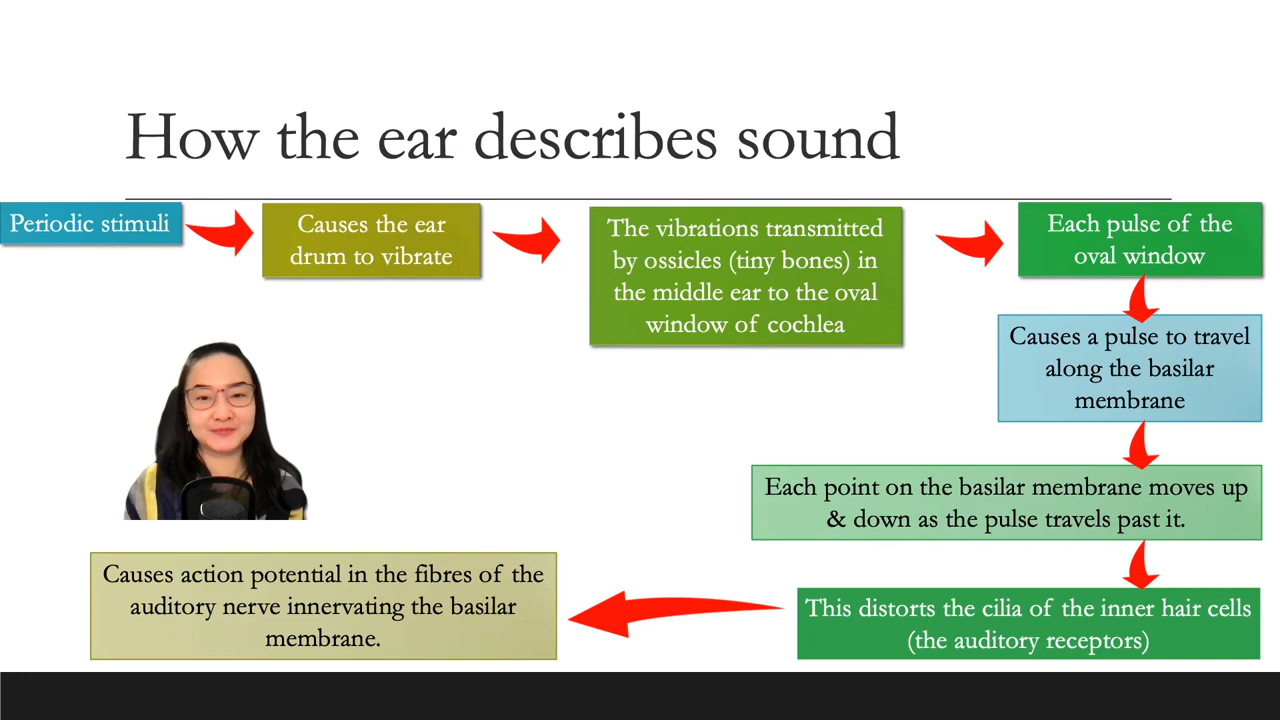 How the ear describes sound
Periodic stimuli
Causes the ear
drum to vibrate
The vibrations transmitted
by ossicles (tiny bones) in
the middle ear to the oval
window of cochlea
Each pulse of the
oval window
Causes a pulse to travel
along the basilar
membrane
Each point on the basilar membrane moves up
& down as the pulse travels past it.
This distorts the cilia of the inner hair cells
(the auditory receptors)
Causes action potential in the fibres of the
auditory nerve innervating the basilar
membrane.